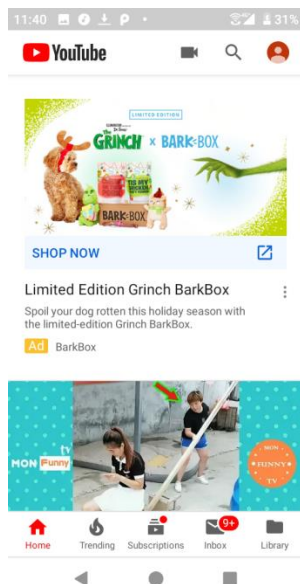 11:40
31%
YouTube
LIMITED EDITION
GRINCH × BARK·BOX
BARK·BOX
SHOP NOW
Limited Edition Grinch BarkBox
Spoil your dog rotten this holiday season with
the limited-edition Grinch BarkBox.
Ad BarkBox
MON Funny tv
MON
FUNNY
TV
9+
Home Trending Subscriptions Inbox Library